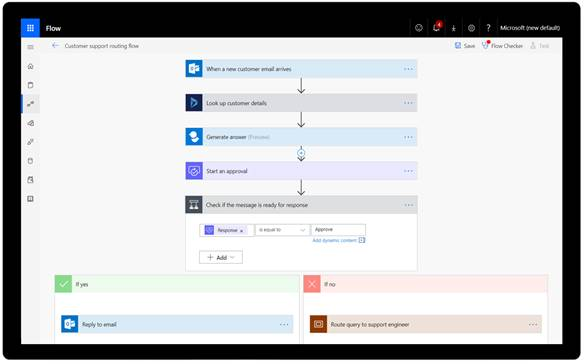 Flow
4
?
Microsoft (new default)
Customer support routing flow
Save
Flow Checker
Test
When a new customer email arrives
Look up customer details
Generate answer (Preview)
Start an approval
Check if the message is ready for response
Response x
is equal to
Approve
Add dynamic content
Add
If yes
If no
Reply to email
Route query to support engineer